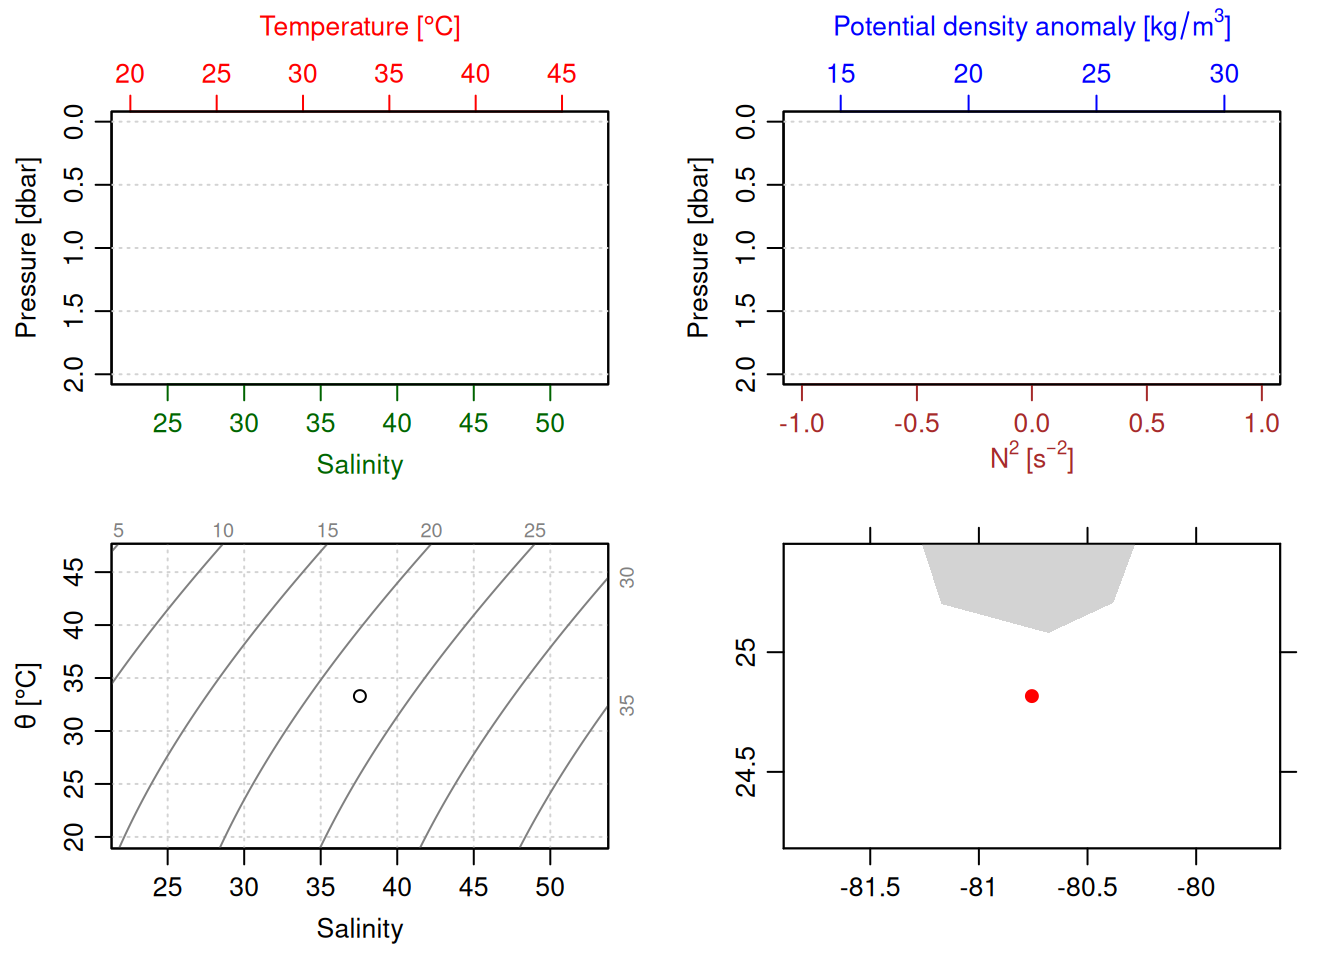 Temperature [°C]
20 25 30 35 40 45
0.0
0.5
1.0
1.5
2.0
Pressure [dbar]
25 30 35 40 45 50
Salinity
Potential density anomaly [kg/m³]
15 20 25 30
0.0
0.5
1.0
1.5
2.0
Pressure [dbar]
-1.0 -0.5 0.0 0.5 1.0
N² [s⁻²]
5 10 15 20 25
30
35
45
40
35
30
25
20
θ [°C]
25 30 35 40 45 50
Salinity
25
24.5
-81.5 -81 -80.5 -80